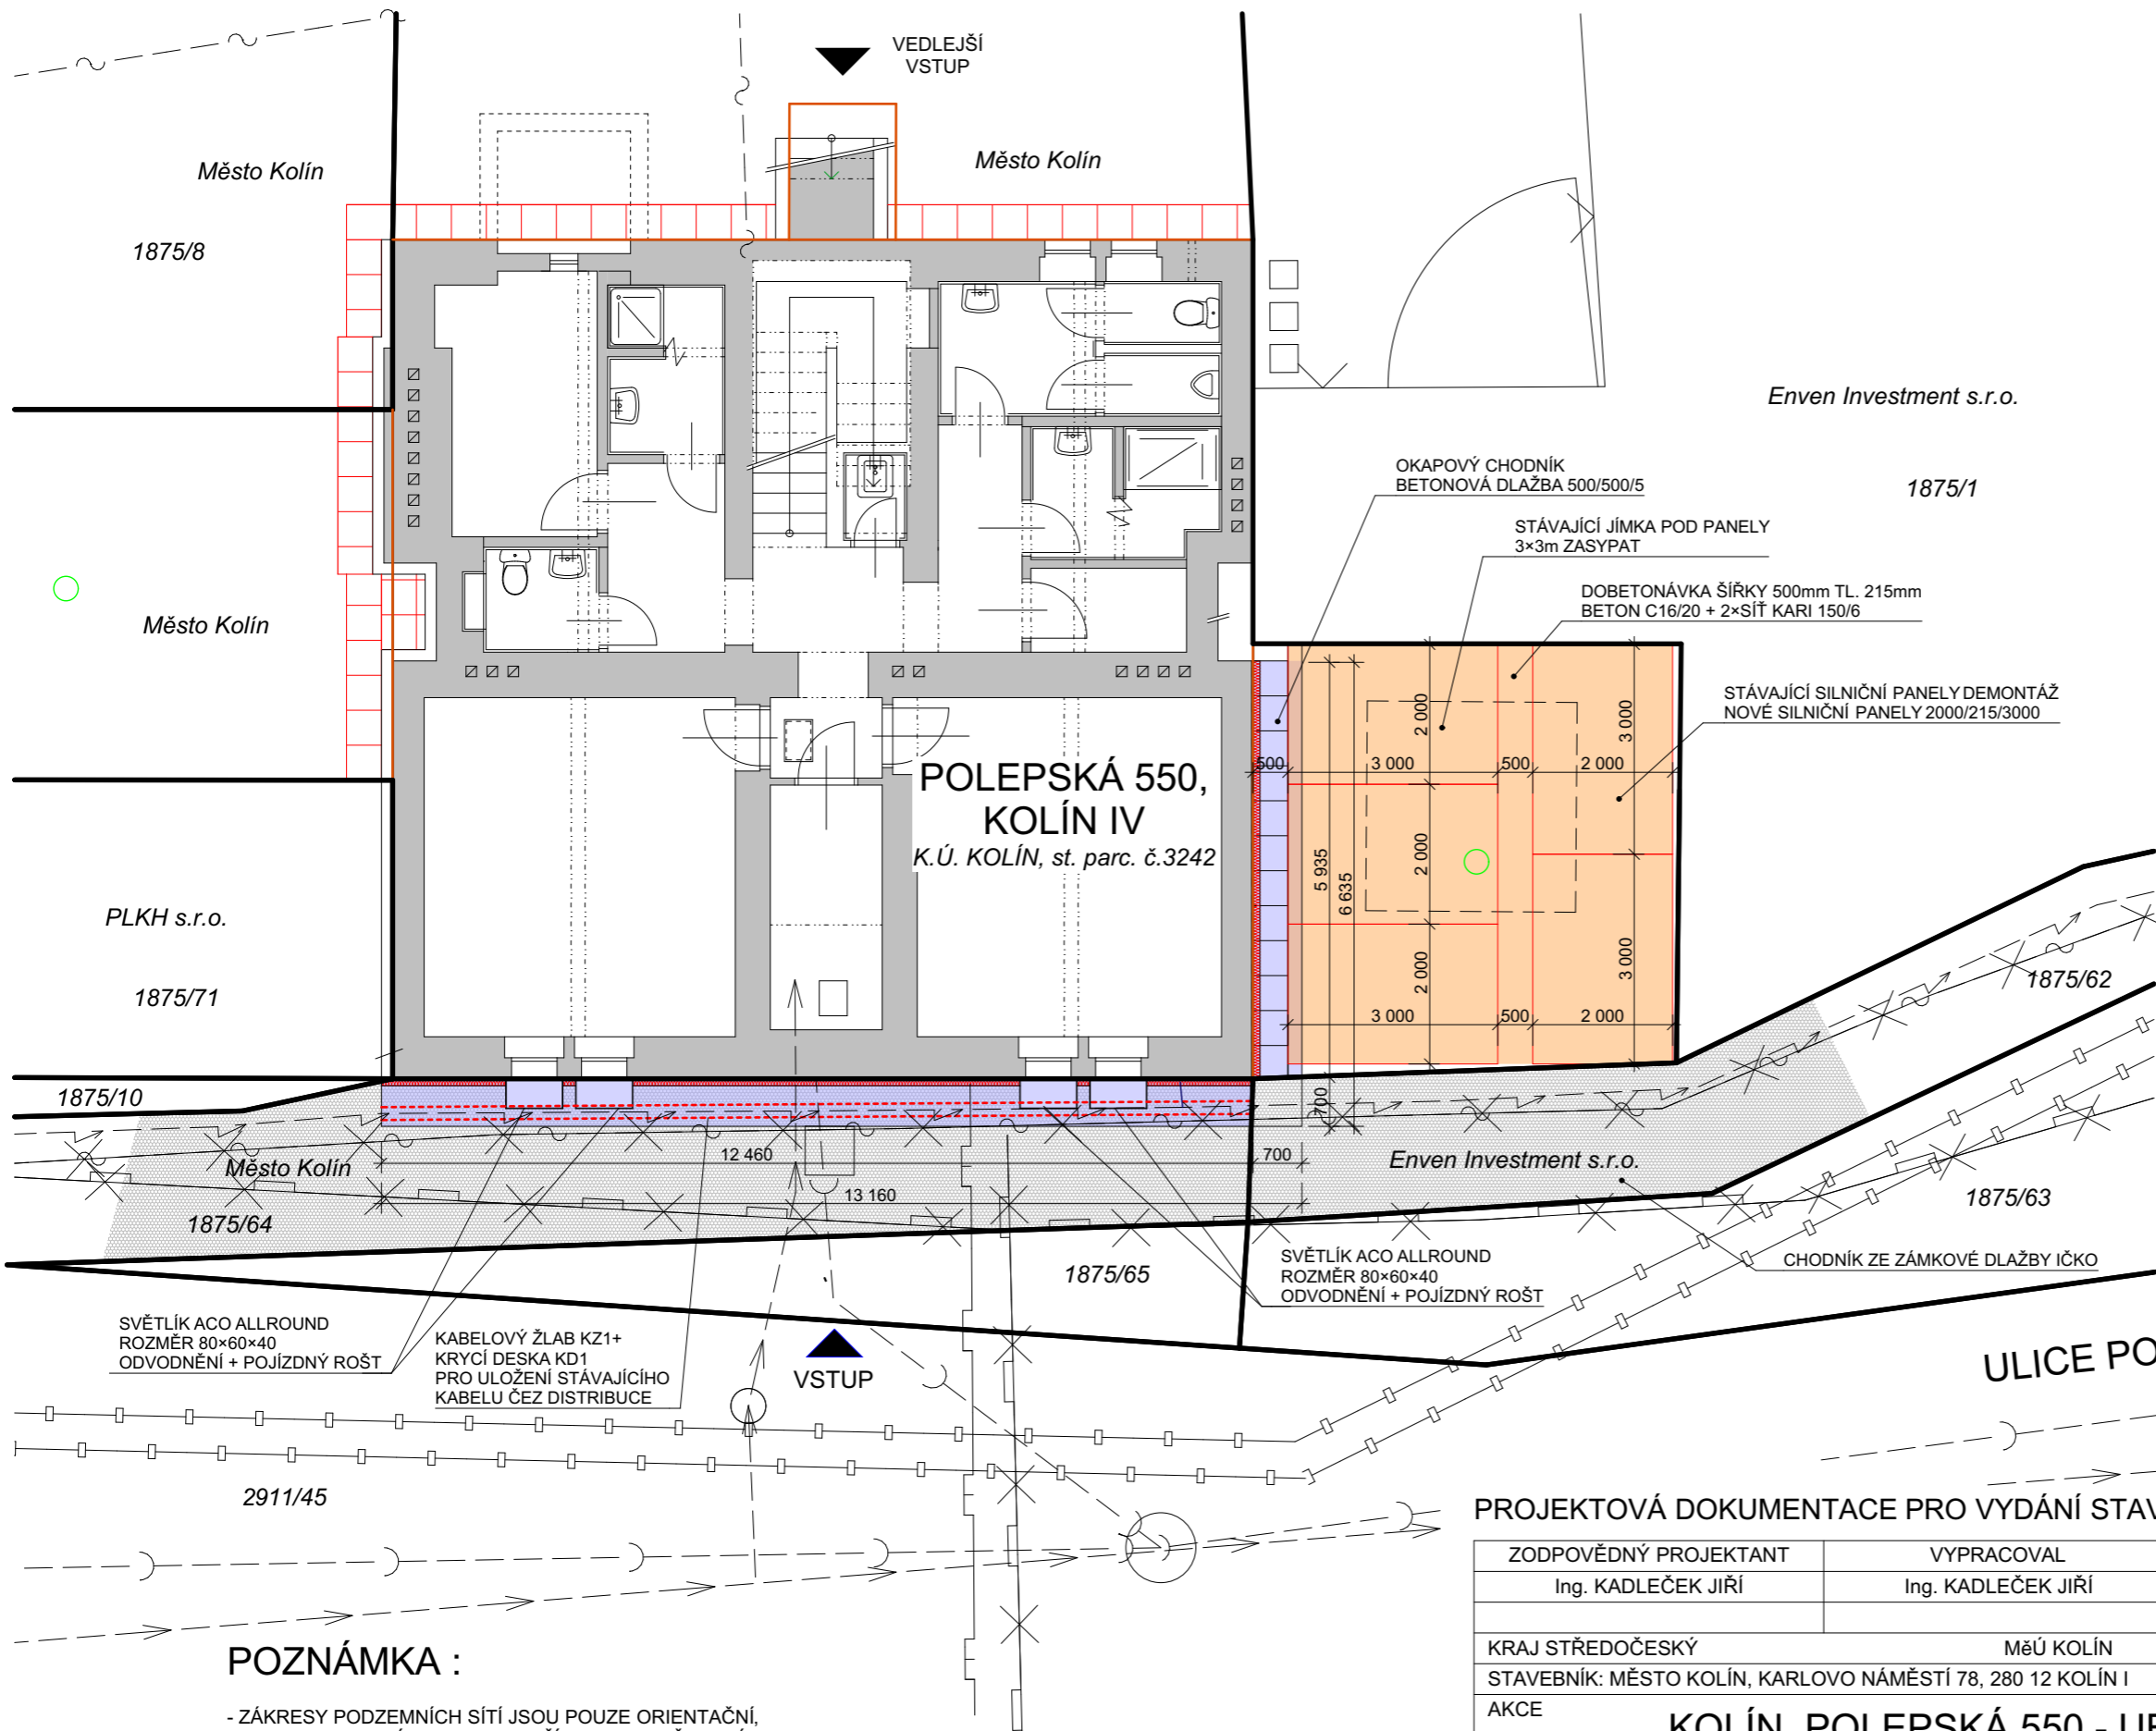 VEDLEJŠÍ
VSTUP
Město Kolín
Město Kolín
1875/8
Enven Investment s.r.o.
1875/1
OKAPOVÝ CHODNÍK
BETONOVÁ DLAŽBA 500/500/5
STÁVAJÍCÍ JÍMKA POD PANELY
3×3m ZASYPAT
DOBETONÁVKA ŠÍŘKY 500mm TL. 215mm
BETON C16/20 + 2×SÍŤ KARI 150/6
Město Kolín
STÁVAJÍCÍ SILNIČNÍ PANELY DEMONTÁŽ
NOVÉ SILNIČNÍ PANELY 2000/215/3000
2 000
3 000
500
3 000
500
2 000
POLEPSKÁ 550,
KOLÍN IV
K.Ú. KOLÍN, st. parc. č.3242
5 935
6 635
2 000
PLKH s.r.o.
1875/71
2 000
3 000
3 000
500
2 000
1875/62
1875/10
700
12 460
700
13 160
Město Kolín
1875/64
Enven Investment s.r.o.
1875/63
1875/65
SVĚTLÍK ACO ALLROUND
ROZMĚR 80×60×40
ODVODNĚNÍ + POJÍZDNÝ ROŠT
CHODNÍK ZE ZÁMKOVÉ DLAŽBY IČKO
SVĚTLÍK ACO ALLROUND
ROZMĚR 80×60×40
ODVODNĚNÍ + POJÍZDNÝ ROŠT
KABELOVÝ ŽLAB KZ1+
KRYCÍ DESKA KD1
PRO ULOŽENÍ STÁVAJÍCÍHO
KABELU ČEZ DISTRIBUCE
VSTUP
ULICE PO
2911/45
PROJEKTOVÁ DOKUMENTACE PRO VYDÁNÍ STAV
ZODPOVĚDNÝ PROJEKTANT
VYPRACOVAL
Ing. KADLEČEK JIŘÍ
Ing. KADLEČEK JIŘÍ
KRAJ STŘEDOČESKÝ
MěÚ KOLÍN
STAVEBNÍK: MĚSTO KOLÍN, KARLOVO NÁMĚSTÍ 78, 280 12 KOLÍN I
AKCE
KOLÍN, POLEPSKÁ 550 -
POZNÁMKA :
- ZÁKRESY PODZEMNÍCH SÍTÍ JSOU POUZE ORIENTAČNÍ,